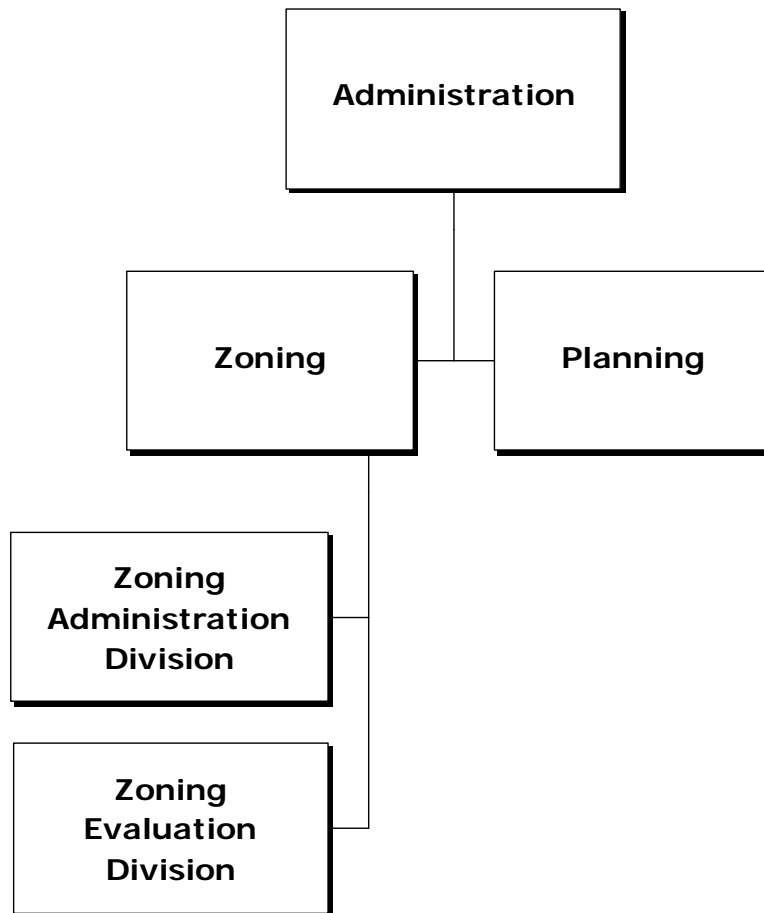 Administration
Zoning
Planning
Zoning
Administration
Division
Zoning
Evaluation
Division